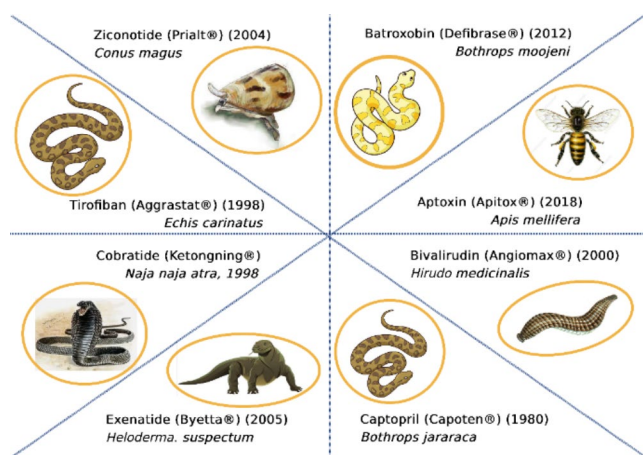 Ziconotide (Prialt®) (2004)
Conus magus
Batroxobin (Defibrase®) (2012)
Bothrops moojeni
Tirofiban (Aggrastat®) (1998)
Echis carinatus
Aptoxin (Apitox®) (2018)
Apis mellifera
Cobratide (Ketongning®)
Naja naja atra, 1998
Bivalirudin (Angiomax®) (2000)
Hirudo medicinalis
Exenatide (Byetta®) (2005)
Heloderma. suspectum
Captopril (Capoten®) (1980)
Bothrops jararaca